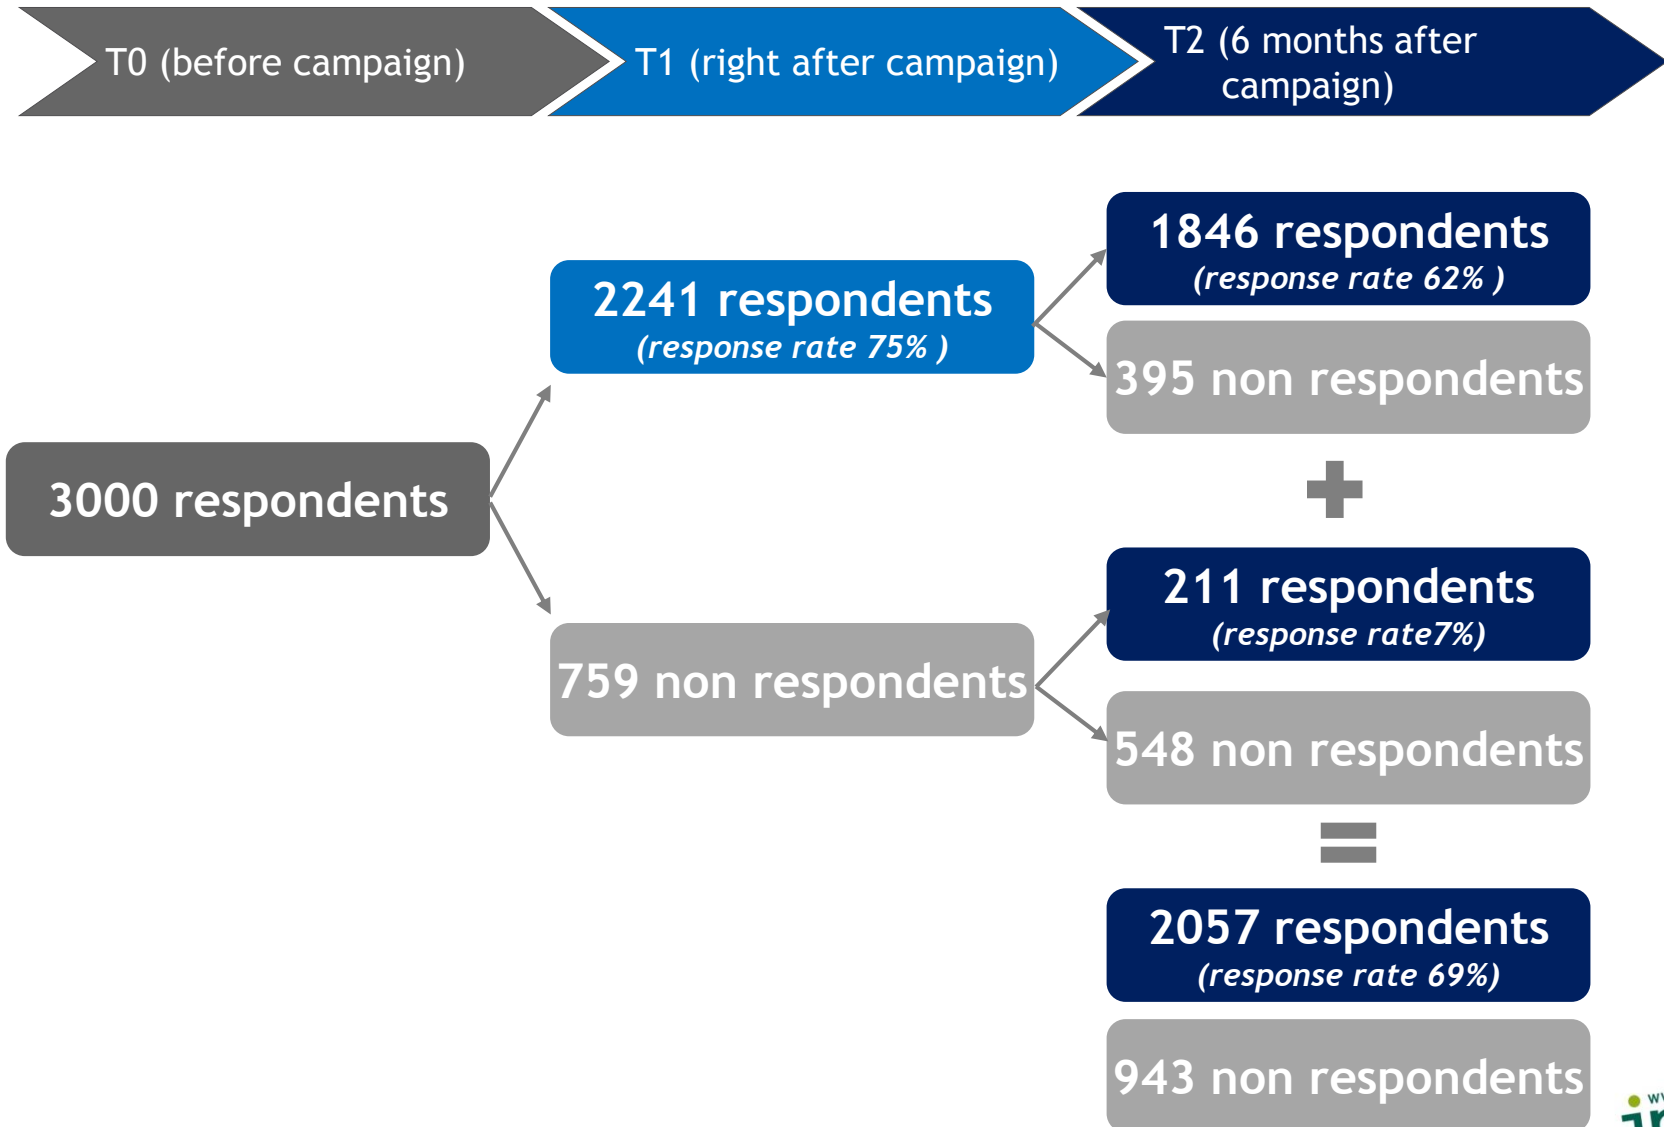 T0 (before campaign)
T1 (right after campaign)
T2 (6 months after
campaign)
3000 respondents
2241 respondents
(response rate 75% )
759 non respondents
1846 respondents
(response rate 62% )
395 non respondents
+
211 respondents
(response rate7%)
548 non respondents
=
2057 respondents
(response rate 69%)
943 non respondents